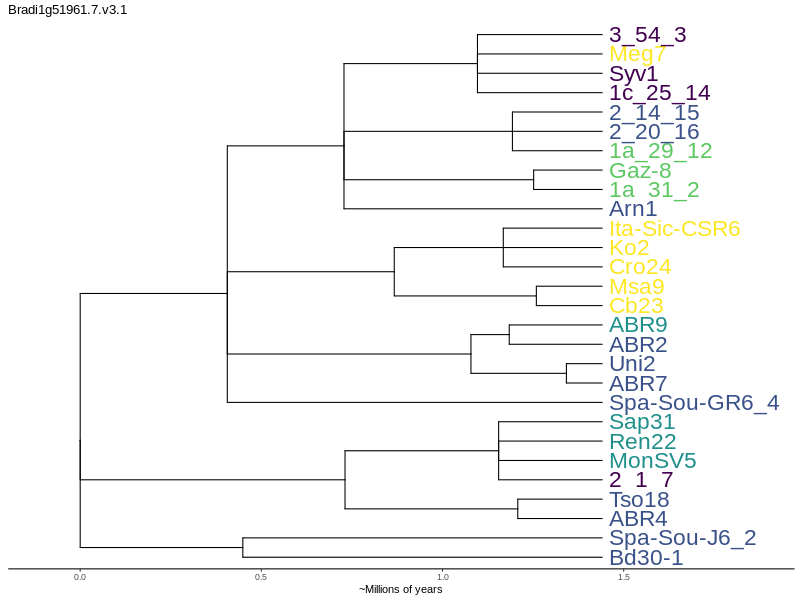 Bradi1g51961.7.v3.1
3_54_3
Meg7
Syv1
1c_25_14
2_14_15
2_20_16
1a_29_12
Gaz-8
1a_31_2
Arn1
Ita-Sic-CSR6
Ko2
Cro24
Msa9
Cb23
ABR9
ABR2
Uni2
ABR7
Spa-Sou-GR6_4
Sap31
Ren22
MonSV5
2_1_7
Tso18
ABR4
Spa-Sou-J6_2
Bd30-1
0.0 0.5 1.0 1.5
~Millions of years